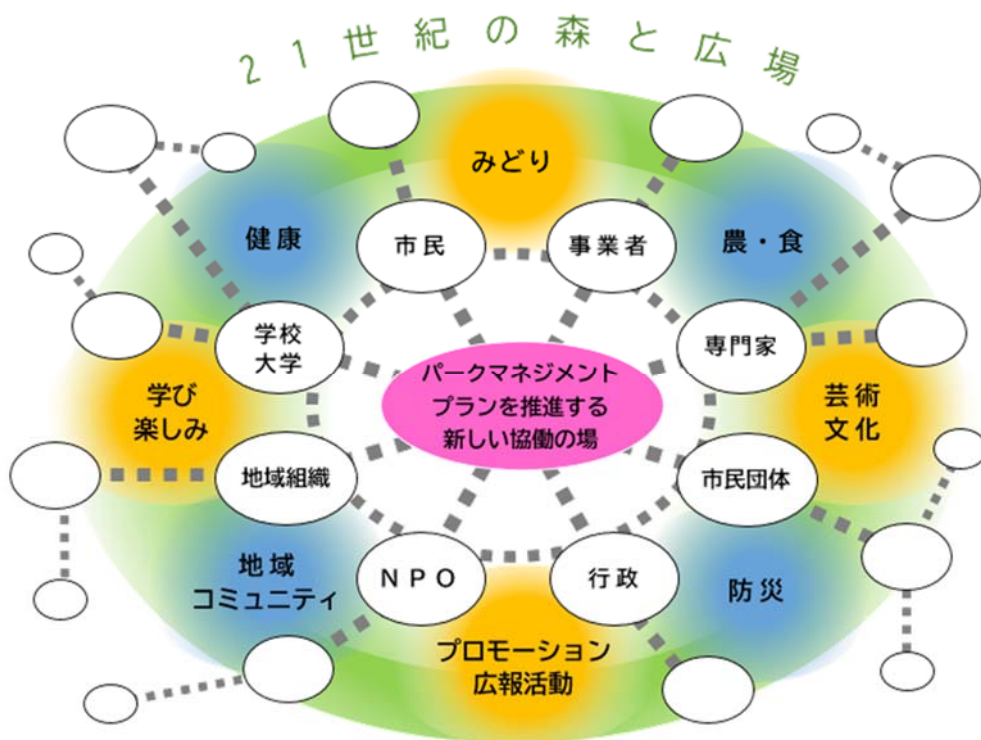 21世紀の森と広場
みどり
健康
市民
事業者
農・食
学校
大学
専門家
パークマネジメント
プランを推進する
新しい協働の場
学び
楽しみ
芸術
文化
地域組織
市民団体
地域
コミュニティ
NPO
行政
防災
プロモーション
広報活動